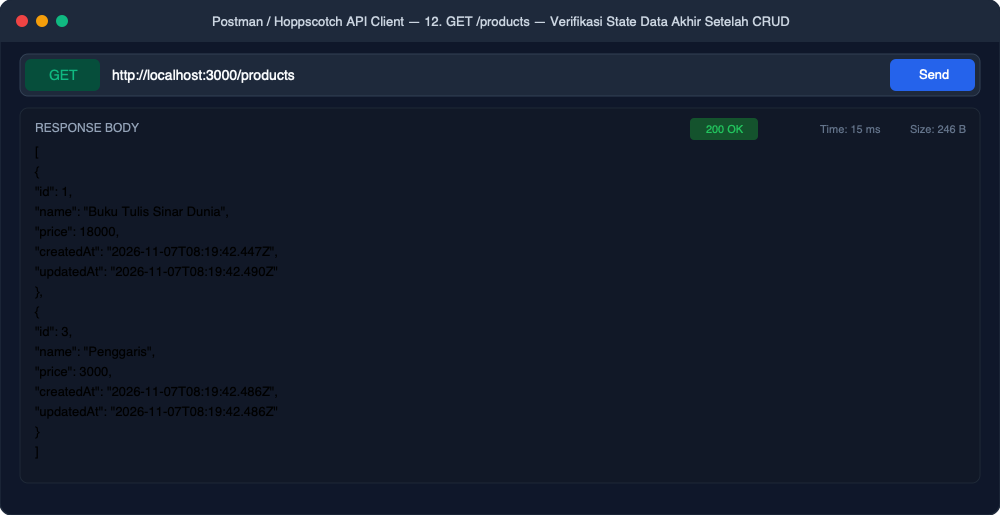 Postman / Hoppscotch API Client — 12. GET /products — Verifikasi State Data Akhir Setelah CRUD
GET http://localhost:3000/products Send
RESPONSE BODY 200 OK Time: 15 ms Size: 246 B
[
{
"id": 1,
"name": "Buku Tulis Sinar Dunia",
"price": 18000,
"createdAt": "2026-11-07T08:19:42.447Z",
"updatedAt": "2026-11-07T08:19:42.490Z"
},
{
"id": 3,
"name": "Penggaris",
"price": 3000,
"createdAt": "2026-11-07T08:19:42.486Z",
"updatedAt": "2026-11-07T08:19:42.486Z"
}
]